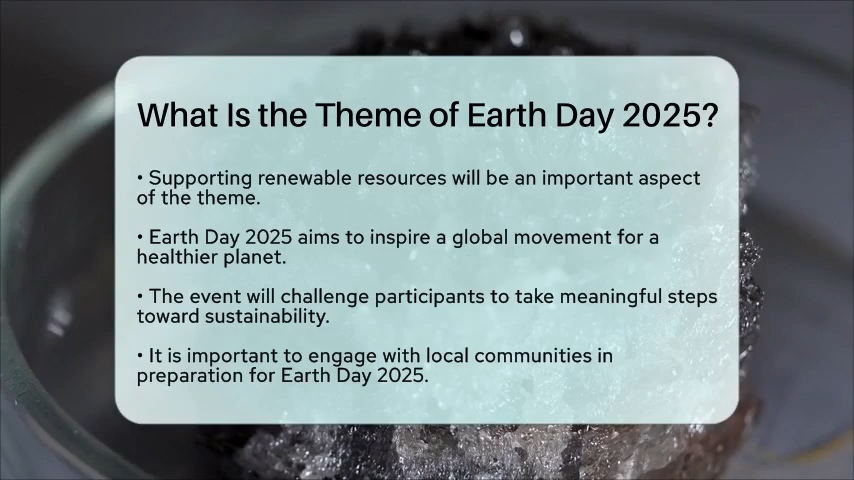 What Is the Theme of Earth Day 2025?
• Supporting renewable resources will be an important aspect
of the theme.
• Earth Day 2025 aims to inspire a global movement for a
healthier planet.
• The event will challenge participants to take meaningful steps
toward sustainability.
• It is important to engage with local communities in
preparation for Earth Day 2025.